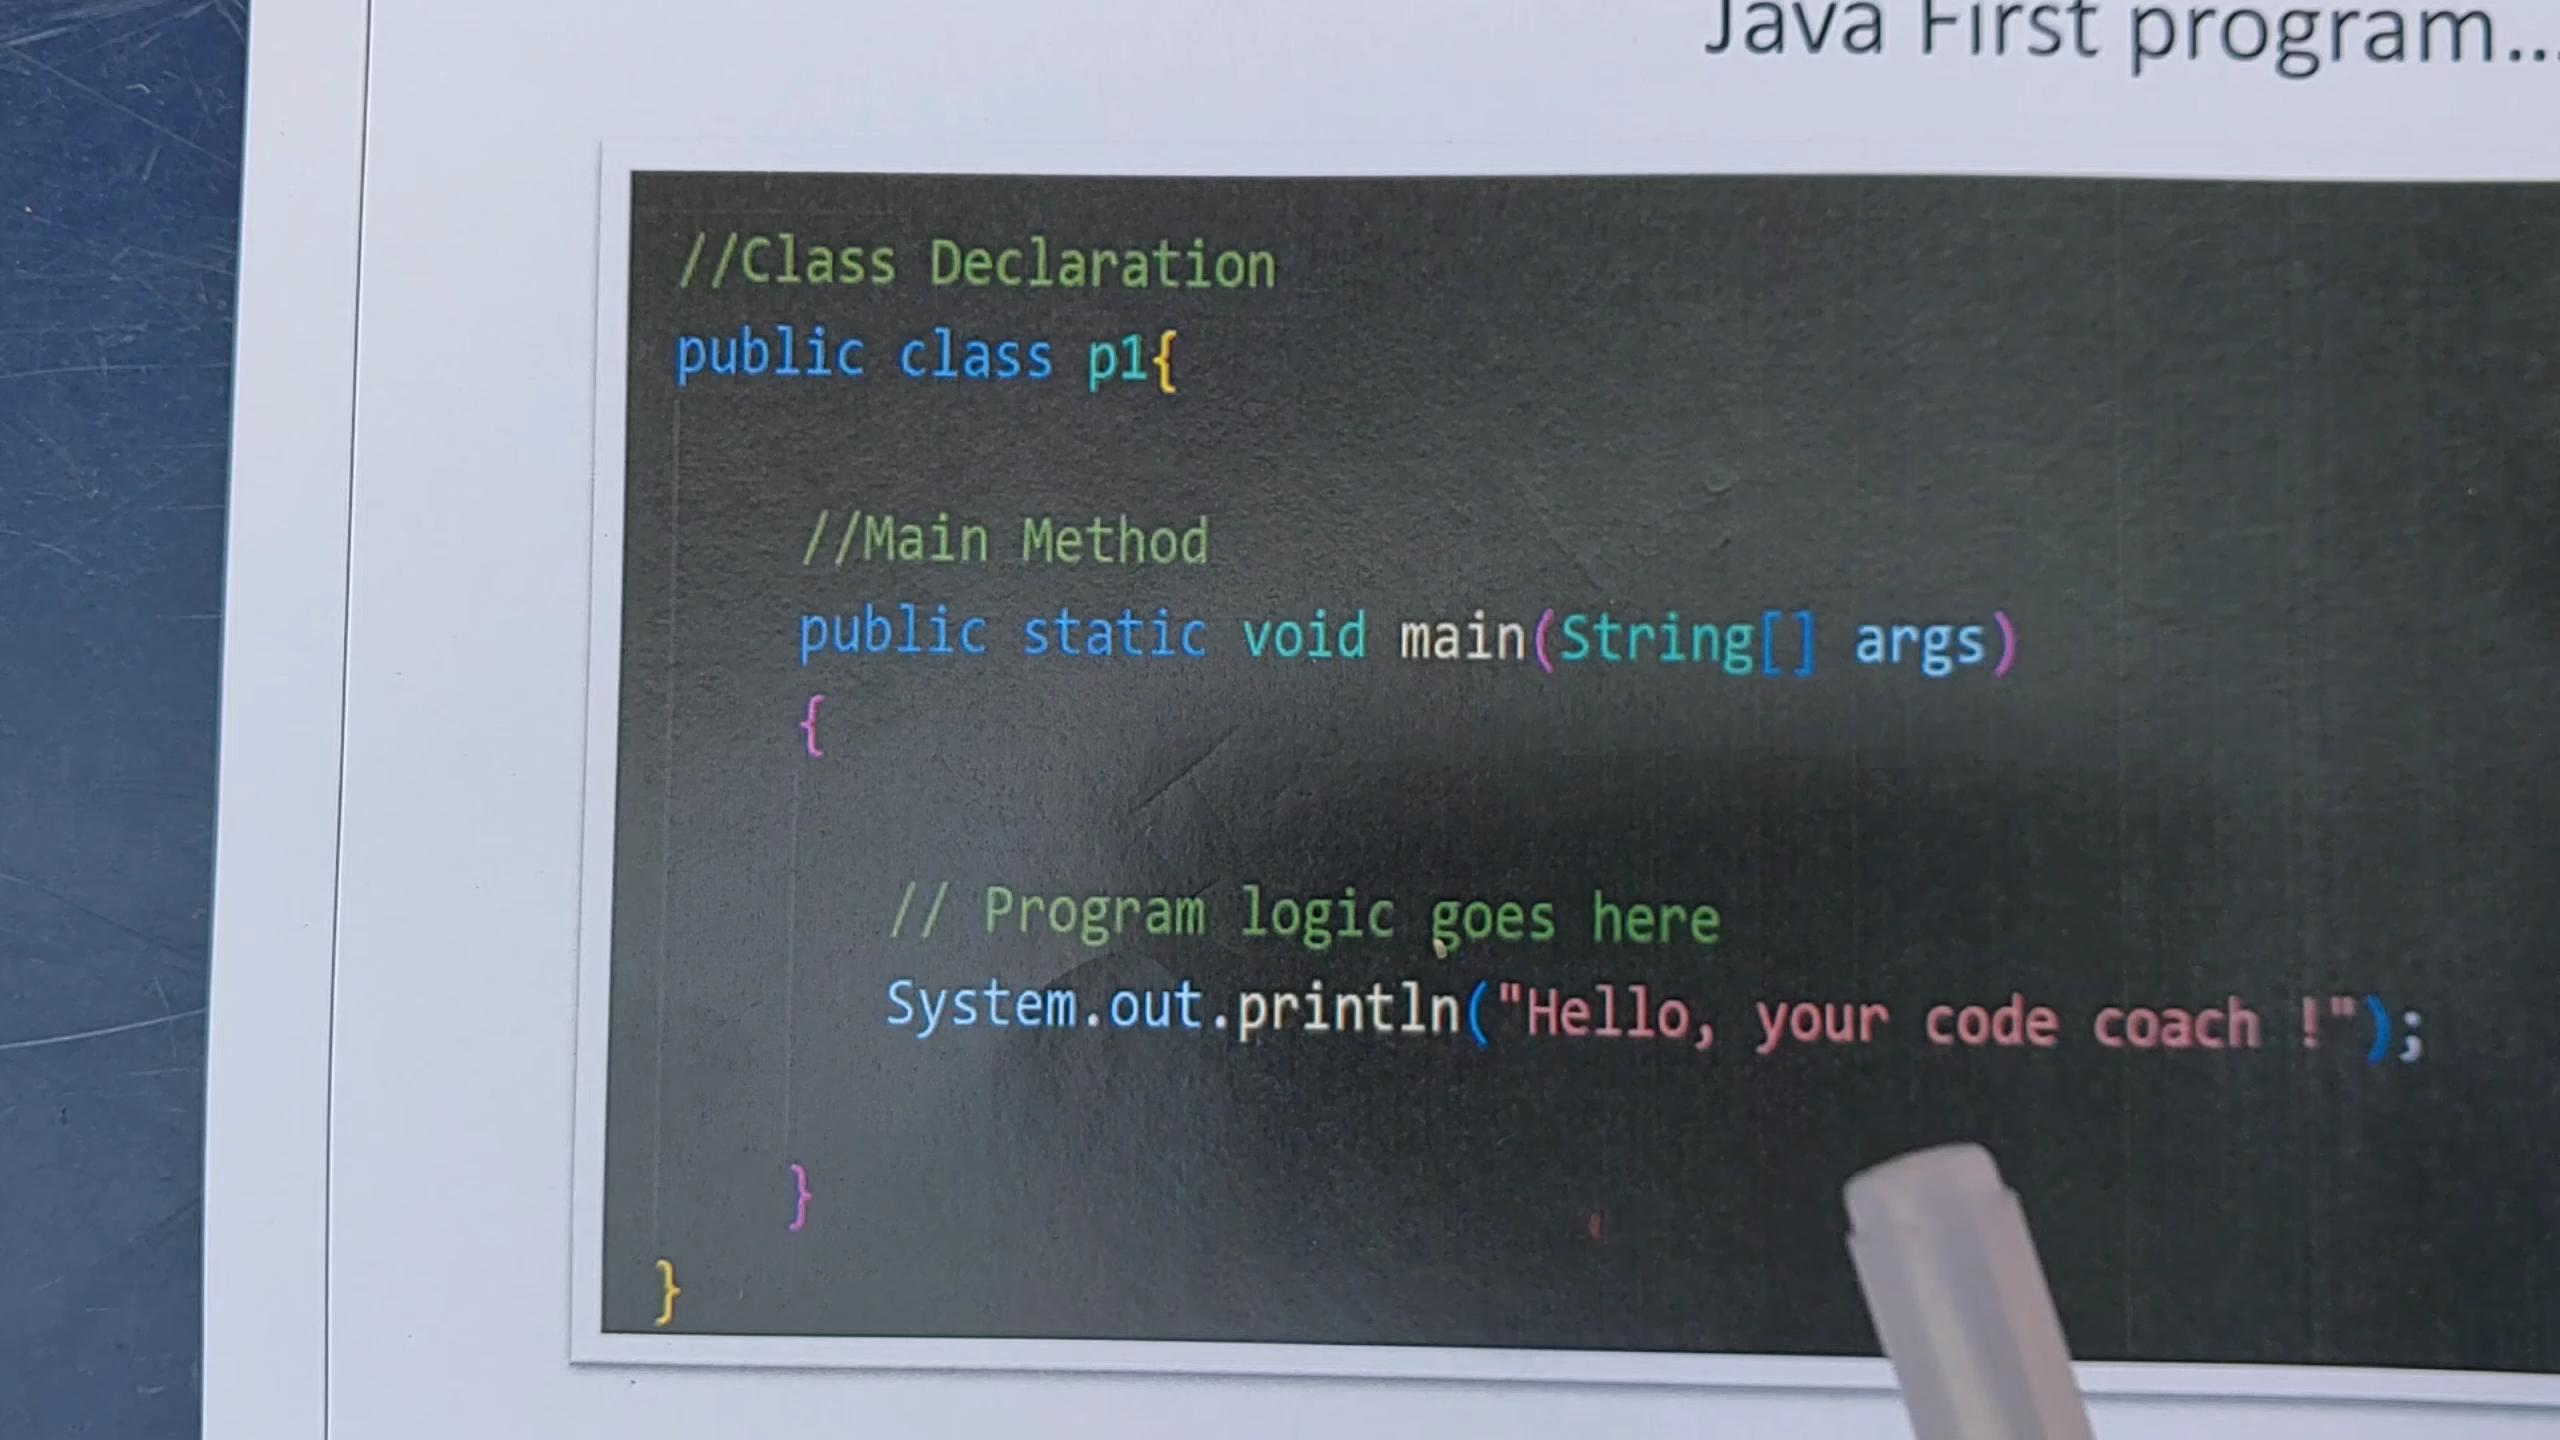 Java First program...
//Class Declaration
public class p1{
//Main Method
public static void main(String[] args)
{
// Program logic goes here
System.out.println("Hello, your code coach !");
}
}